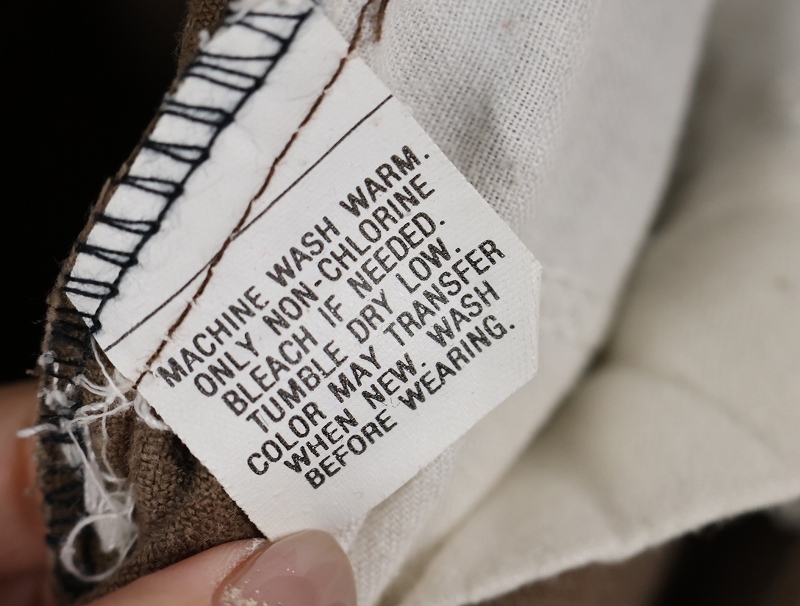 MACHINE WASH WARM.
ONLY NON-CHLORINE
BLEACH IF NEEDED.
TUMBLE DRY LOW.
COLOR MAY TRANSFER
WHEN NEW. WASH
BEFORE WEARING.